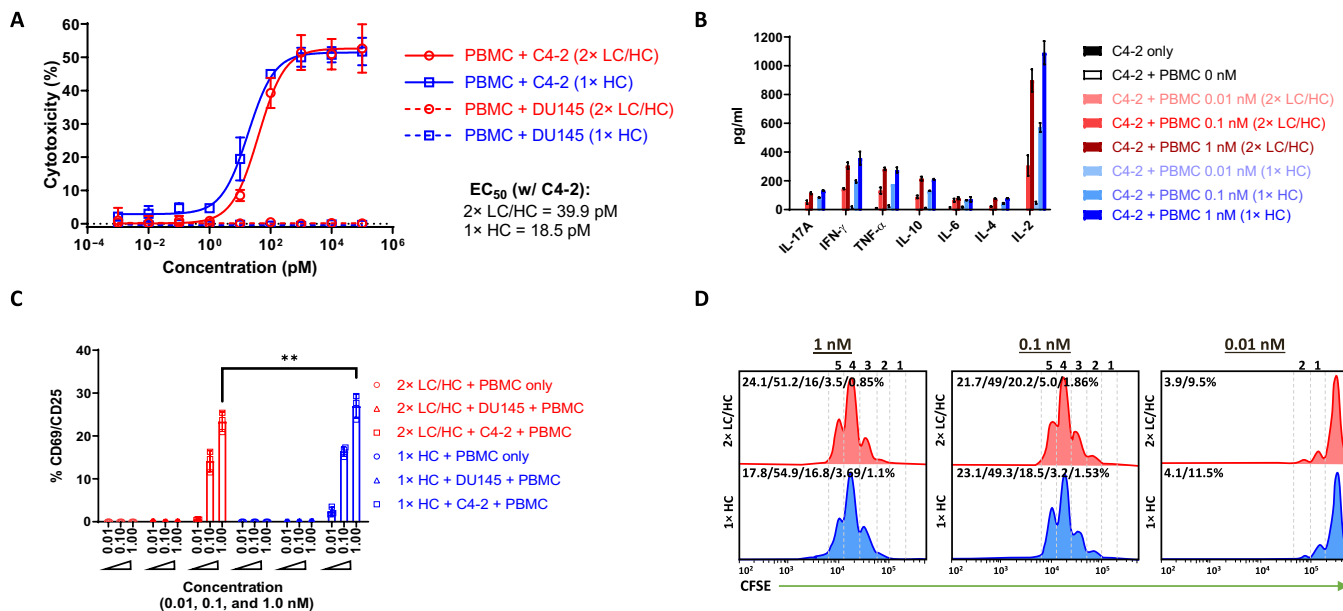 A
Cytotoxicity (%)
60
50
40
30
20
10
0
10⁻⁴
10⁻²
10⁰
10²
10⁴
10⁶
Concentration (pM)
PBMC + C4-2 (2× LC/HC)
PBMC + C4-2 (1× HC)
PBMC + DU145 (2× LC/HC)
PBMC + DU145 (1× HC)
EC₅₀ (w/ C4-2):
2× LC/HC = 39.9 pM
1× HC = 18.5 pM
B
pg/ml
1200
1000
800
600
400
200
0
IL-17A
IFN-γ
TNF-α
IL-10
IL-6
IL-4
IL-2
C4-2 only
C4-2 + PBMC 0 nM
C4-2 + PBMC 0.01 nM (2× LC/HC)
C4-2 + PBMC 0.1 nM (2× LC/HC)
C4-2 + PBMC 1 nM (2× LC/HC)
C4-2 + PBMC 0.01 nM (1× HC)
C4-2 + PBMC 0.1 nM (1× HC)
C4-2 + PBMC 1 nM (1× HC)
C
% CD69/CD25
40
30
20
10
0
**
0.01 0.10 1.00 0.01 0.10 1.00 0.01 0.10 1.00 0.01 0.10 1.00 0.01 0.10 1.00 0.01 0.10 1.00
Concentration
(0.01, 0.1, and 1.0 nM)
2× LC/HC + PBMC only
2× LC/HC + DU145 + PBMC
2× LC/HC + C4-2 + PBMC
1× HC + PBMC only
1× HC + DU145 + PBMC
1× HC + C4-2 + PBMC
D
1 nM
5 4 3 2 1
2× LC/HC
24.1/51.2/16/3.5/0.85%
1× HC
17.8/54.9/16.8/3.69/1.1%
10² 10³ 10⁴ 10⁵
0.1 nM
5 4 3 2 1
2× LC/HC
21.7/49/20.2/5.0/1.86%
1× HC
23.1/49.3/18.5/3.2/1.53%
10² 10³ 10⁴ 10⁵
0.01 nM
2 1
2× LC/HC
3.9/9.5%
1× HC
4.1/11.5%
10² 10³ 10⁴ 10⁵
CFSE